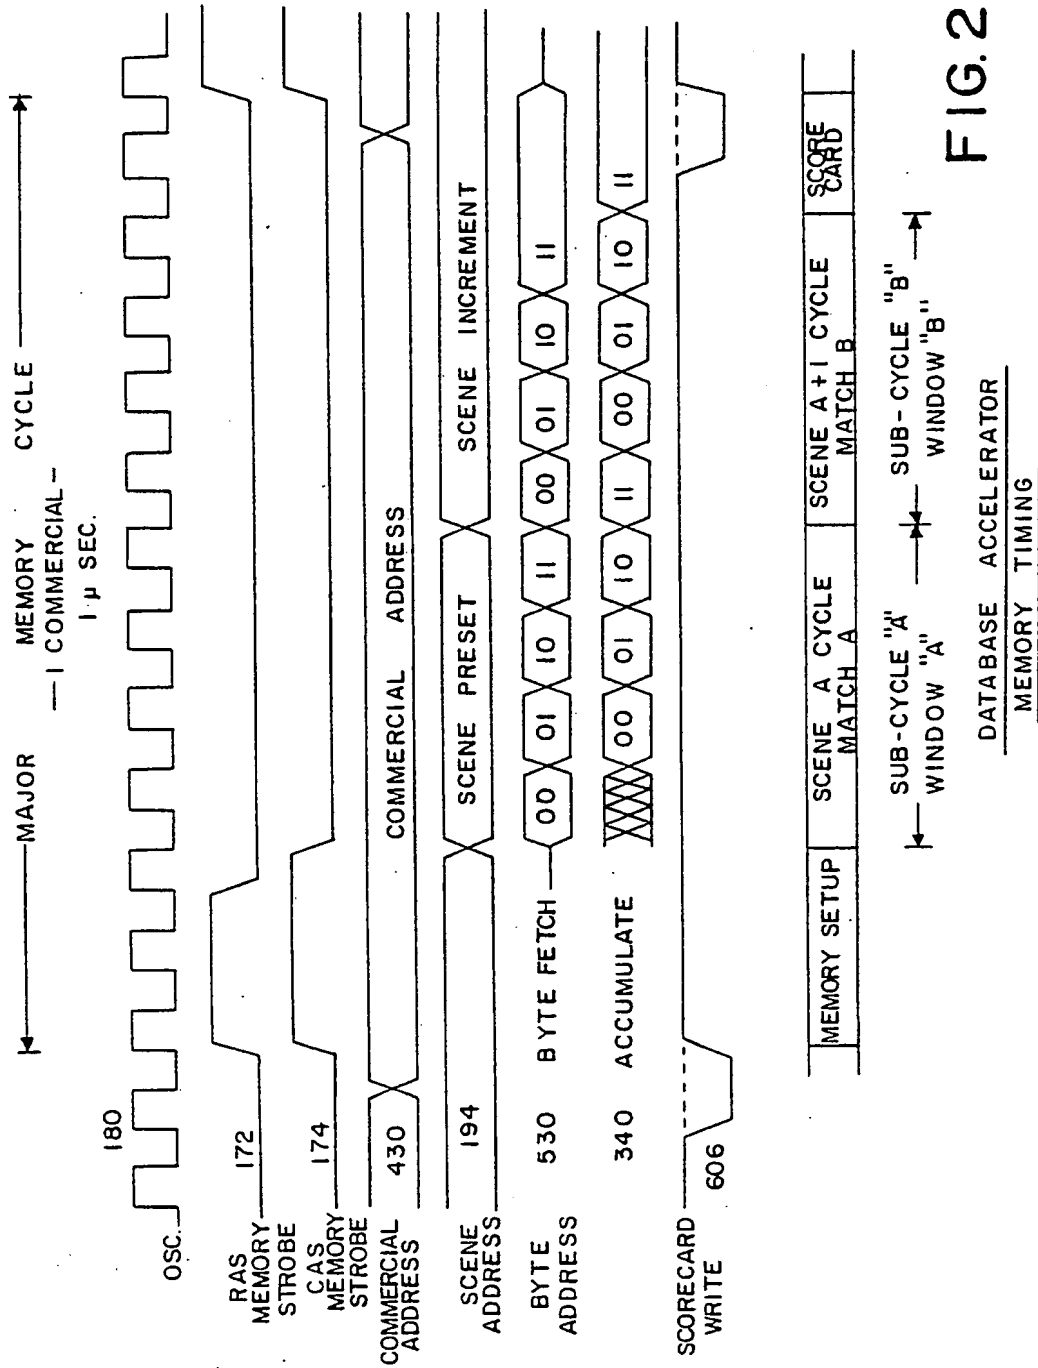 MAJOR MEMORY CYCLE
— 1 COMMERCIAL —
1 µ SEC.
180
OSC.
RAS
MEMORY
STROBE
172
CAS
MEMORY
STROBE
174
COMMERCIAL
ADDRESS
430
COMMERCIAL ADDRESS
SCENE
ADDRESS
194
SCENE PRESET
SCENE INCREMENT
BYTE
ADDRESS
530 BYTE FETCH
00 01 10 11 00 01 10 11
340 ACCUMULATE
00 01 10 11 00 01 10 11
SCORECARD
WRITE
606
MEMORY SETUP
SCENE A CYCLE
MATCH A
SCENE A+1 CYCLE
MATCH B
SCORE
CARD
SUB-CYCLE "A"
WINDOW "A"
SUB-CYCLE "B"
WINDOW "B"
DATABASE ACCELERATOR
MEMORY TIMING
FIG. 2